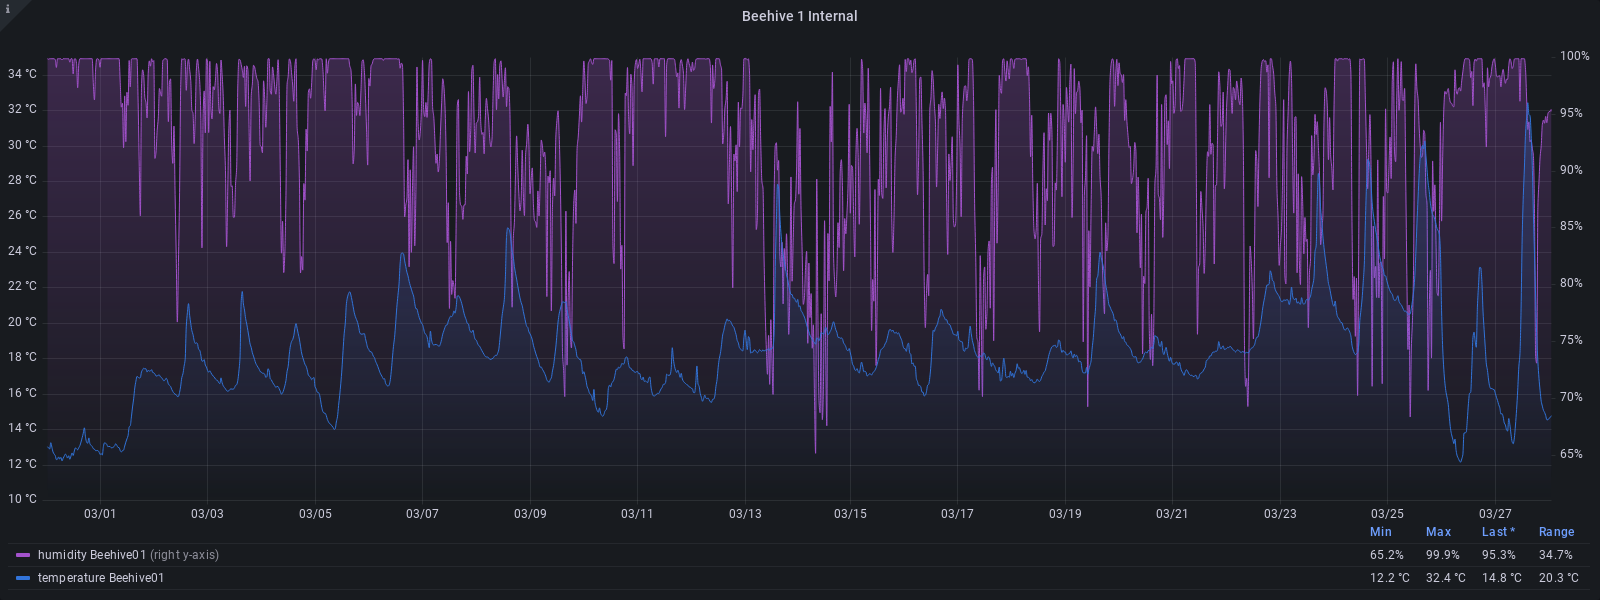 i
Beehive 1 Internal
34 °C
32 °C
30 °C
28 °C
26 °C
24 °C
22 °C
20 °C
18 °C
16 °C
14 °C
12 °C
10 °C
100%
95%
90%
85%
80%
75%
70%
65%
03/01 03/03 03/05 03/07 03/09 03/11 03/13 03/15 03/17 03/19 03/21 03/23 03/25 03/27
Min Max Last * Range
humidity Beehive01 (right y-axis) 65.2% 99.9% 95.3% 34.7%
temperature Beehive01 12.2 °C 32.4 °C 14.8 °C 20.3 °C